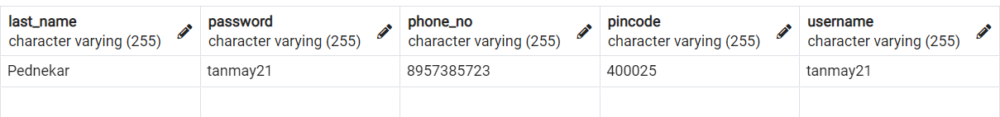 last_name password phone_no pincode username
character varying (255) character varying (255) character varying (255) character varying (255) character varying (255)
Pednekar tanmay21 8957385723 400025 tanmay21